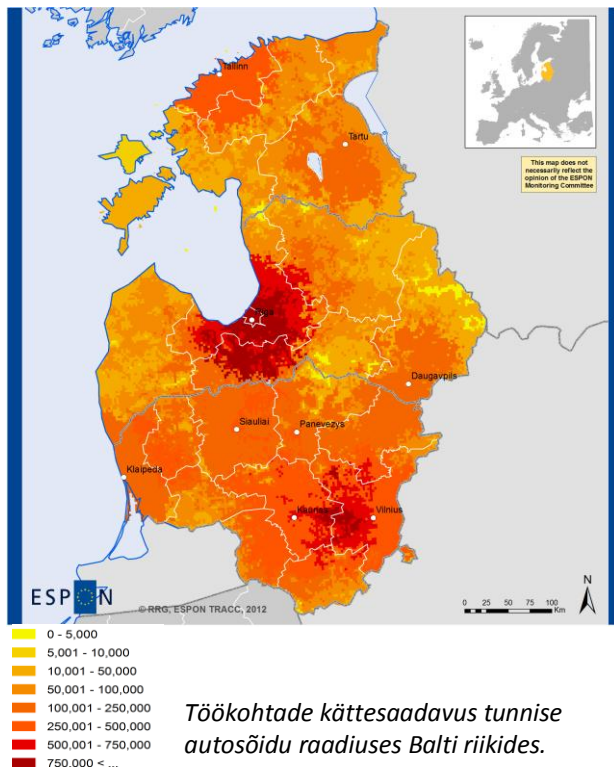 Tallinn
Tartu
This map does not
necessarily reflect the
opinion of the ESPON
Monitoring Committee
Riga
Daugavpils
Siauliai
Panevezys
Klaipeda
Kaunas
Vilnius
ESPON
© RRG, ESPON TRACC, 2012
N
0 25 50 75 100
Km
0 - 5,000
5,001 - 10,000
10,001 - 50,000
50,001 - 100,000
100,001 - 250,000
250,001 - 500,000
500,001 - 750,000
750,000 < ...
Töökohtade kättesaadavus tunnise
autosõidu raadiuses Balti riikides.